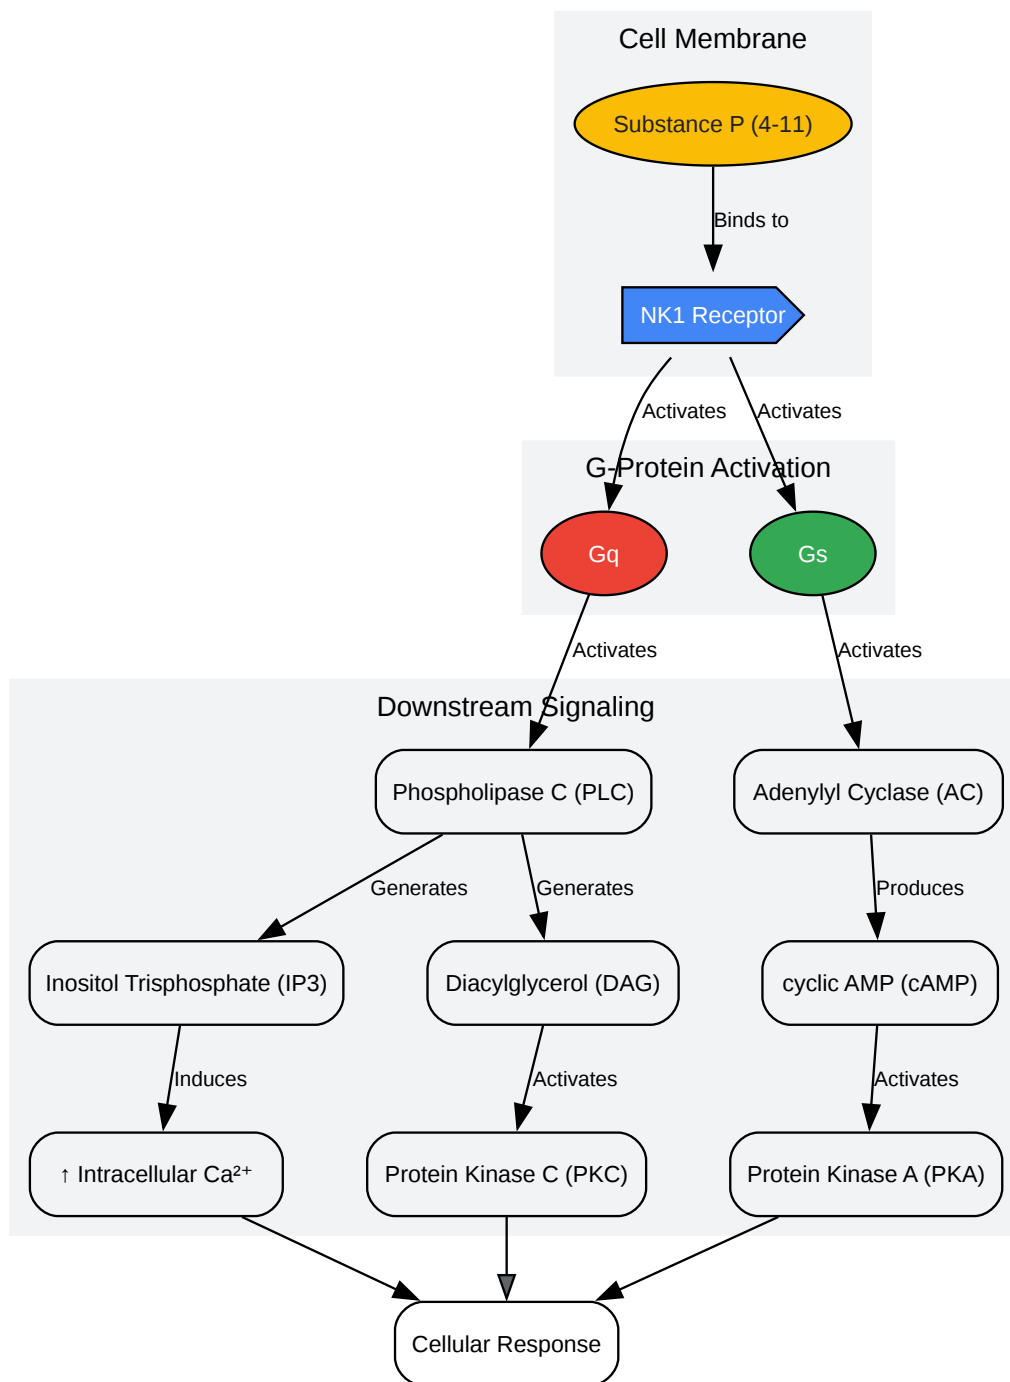 Cell Membrane
Substance P (4-11)
Binds to
NK1 Receptor
Activates
Activates
G-Protein Activation
Gq
Gs
Activates
Activates
Downstream Signaling
Phospholipase C (PLC)
Adenylyl Cyclase (AC)
Generates
Generates
Produces
Inositol Trisphosphate (IP3)
Diacylglycerol (DAG)
cyclic AMP (cAMP)
Induces
Activates
Activates
↑ Intracellular Ca²⁺
Protein Kinase C (PKC)
Protein Kinase A (PKA)
Cellular Response